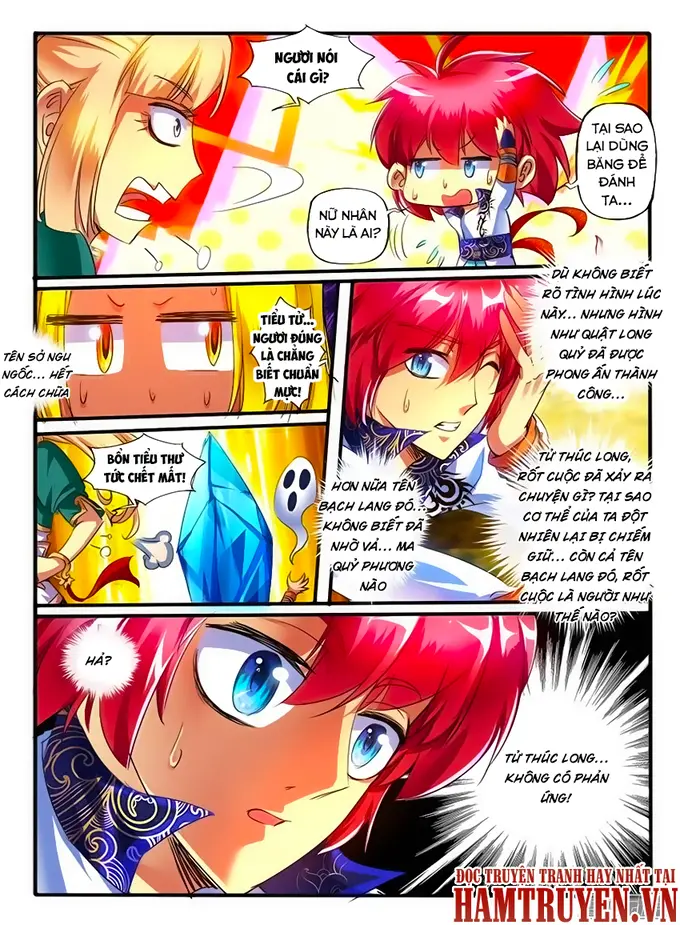 NGƯƠI NÓI
CÁI GÌ?
TẠI SAO
LẠI DÙNG
BĂNG ĐỂ
ĐÁNH
TA...
NỮ NHÂN
NÀY LÀ AI?
TÊN SỞ NGU
NGỐC... HẾT
CÁCH CHỮA
TIỂU TỬ...
NGƯƠI ĐÚNG
LÀ CHẲNG
BIẾT CHUẨN
MỰC!
DÙ KHÔNG BIẾT
RÕ TÌNH HÌNH LÚC
NÀY... NHƯNG HÌNH
NHƯ QUẬT LONG
QUỶ ĐÃ ĐƯỢC
PHONG ẤN THÀNH
CÔNG...
BỔN TIỂU THƯ
TỨC CHẾT MẤT!
HƠN NỮA TÊN
BẠCH LANG ĐÓ...
KHÔNG BIẾT ĐÃ
NHỜ VẢ... MA
QUỶ PHƯƠNG
NÀO
TỬ THÚC LONG,
RỐT CUỘC ĐÃ XẢY RA
CHUYỆN GÌ? TẠI SAO
CƠ THỂ CỦA TA ĐỘT
NHIÊN LẠI BỊ CHIẾM
GIỮ... CÒN CẢ TÊN
BẠCH LANG ĐÓ, RỐT
CUỘC LÀ NGƯỜI NHƯ
THẾ NÀO?
HẢ?
TỬ THÚC LONG...
KHÔNG CÓ PHẢN
ỨNG!
ĐỌC TRUYỆN TRANH HAY NHẤT TẠI
HAMTRUYEN.VN